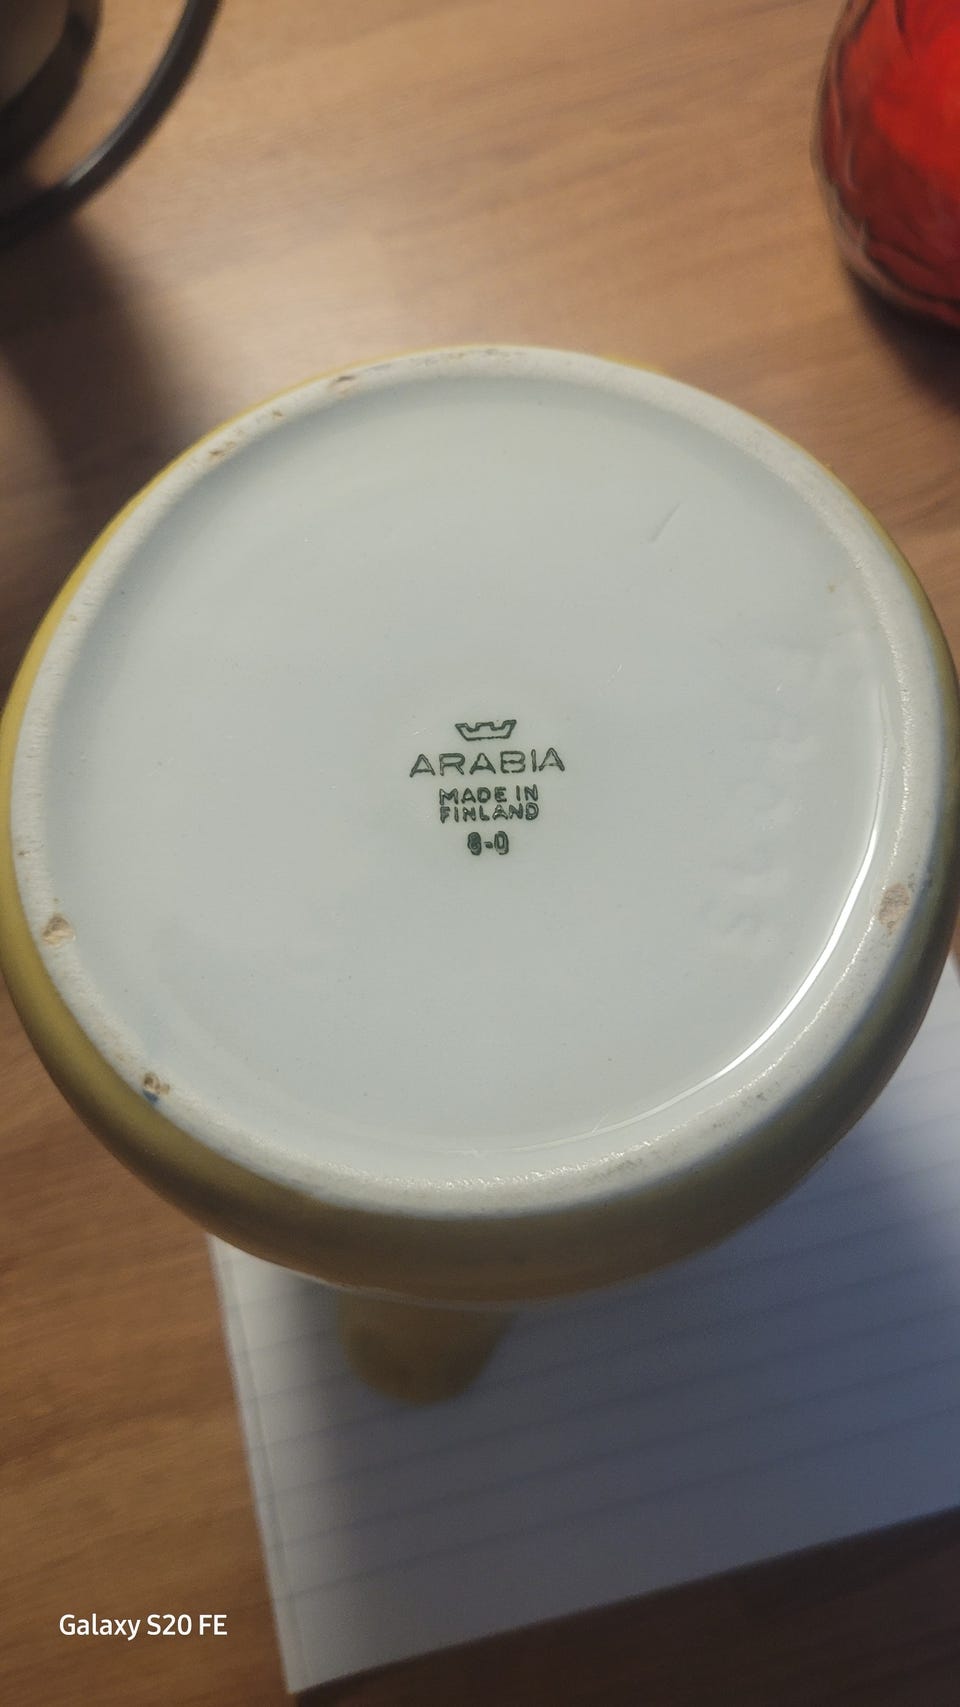 ARABIA
MADE IN
FINLAND
Galaxy S20 FE